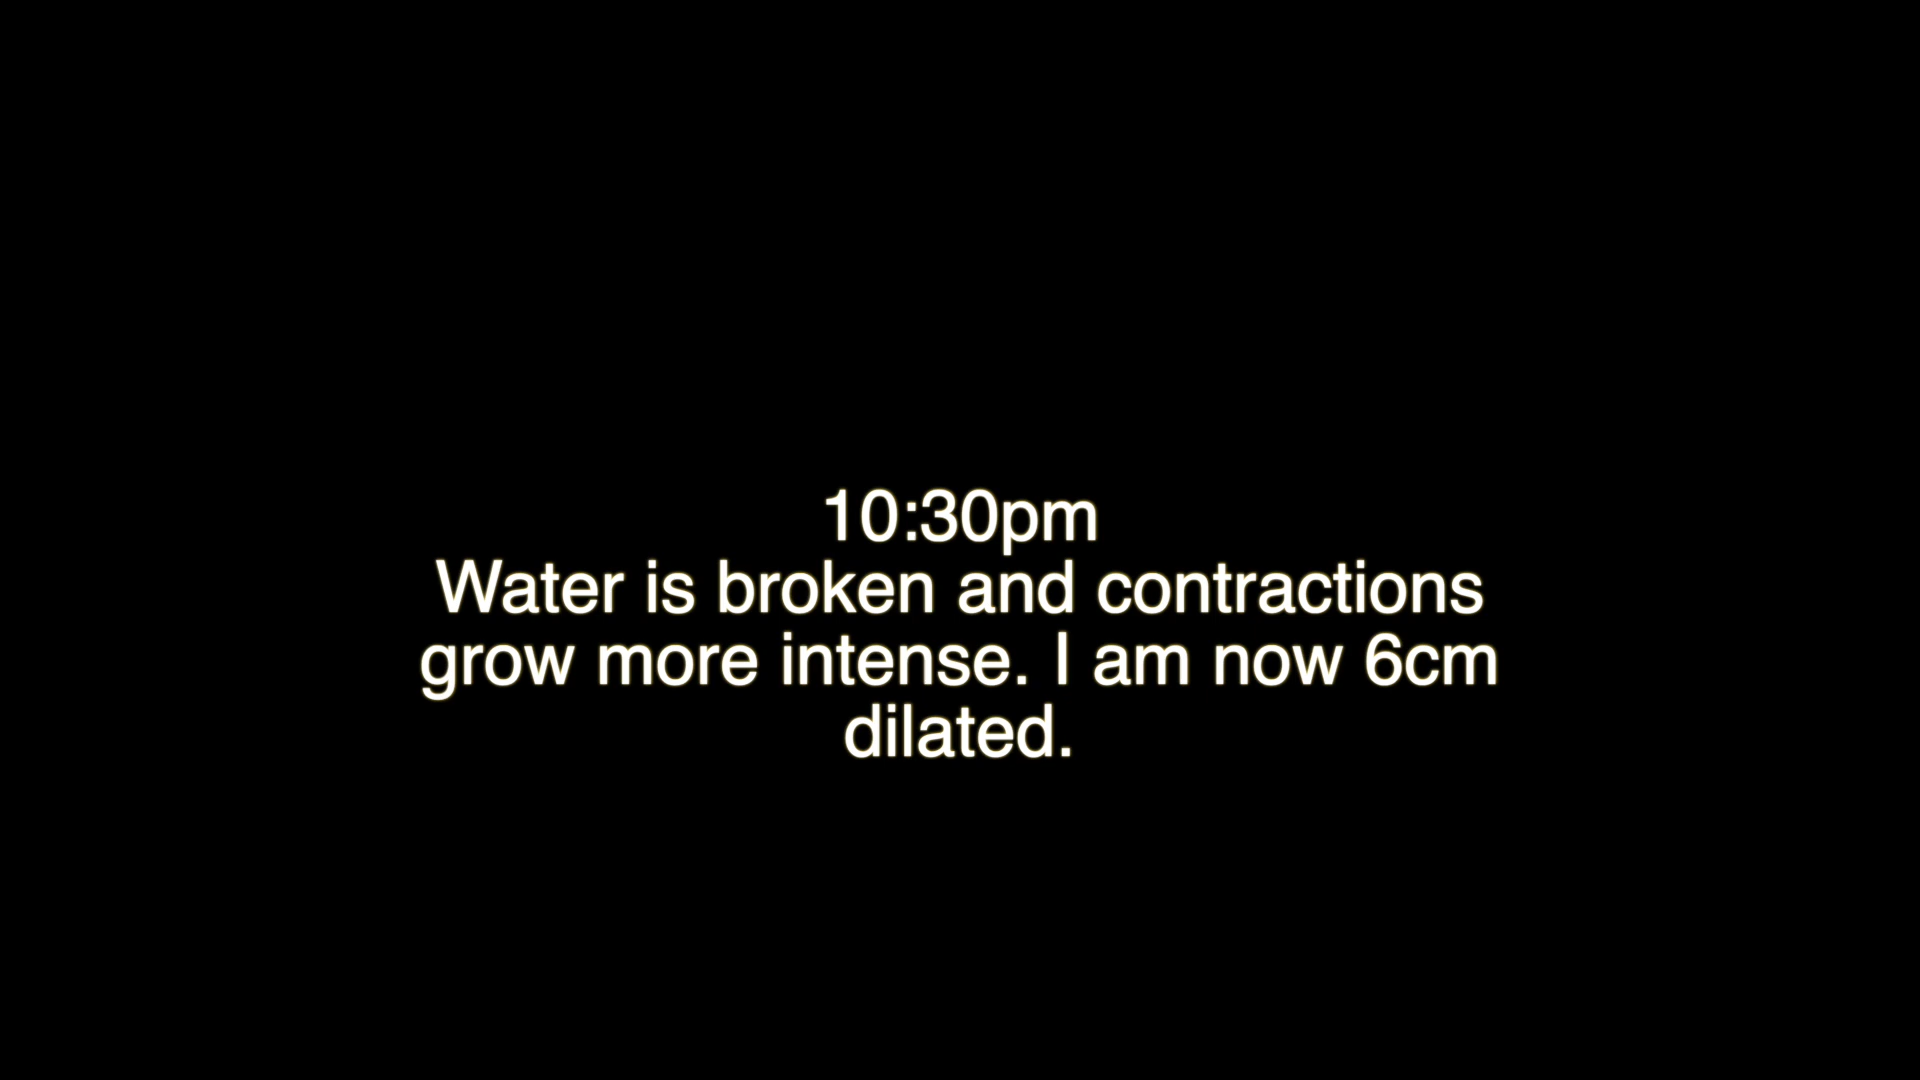 10:30pm
Water is broken and contractions
grow more intense. I am now 6cm
dilated.